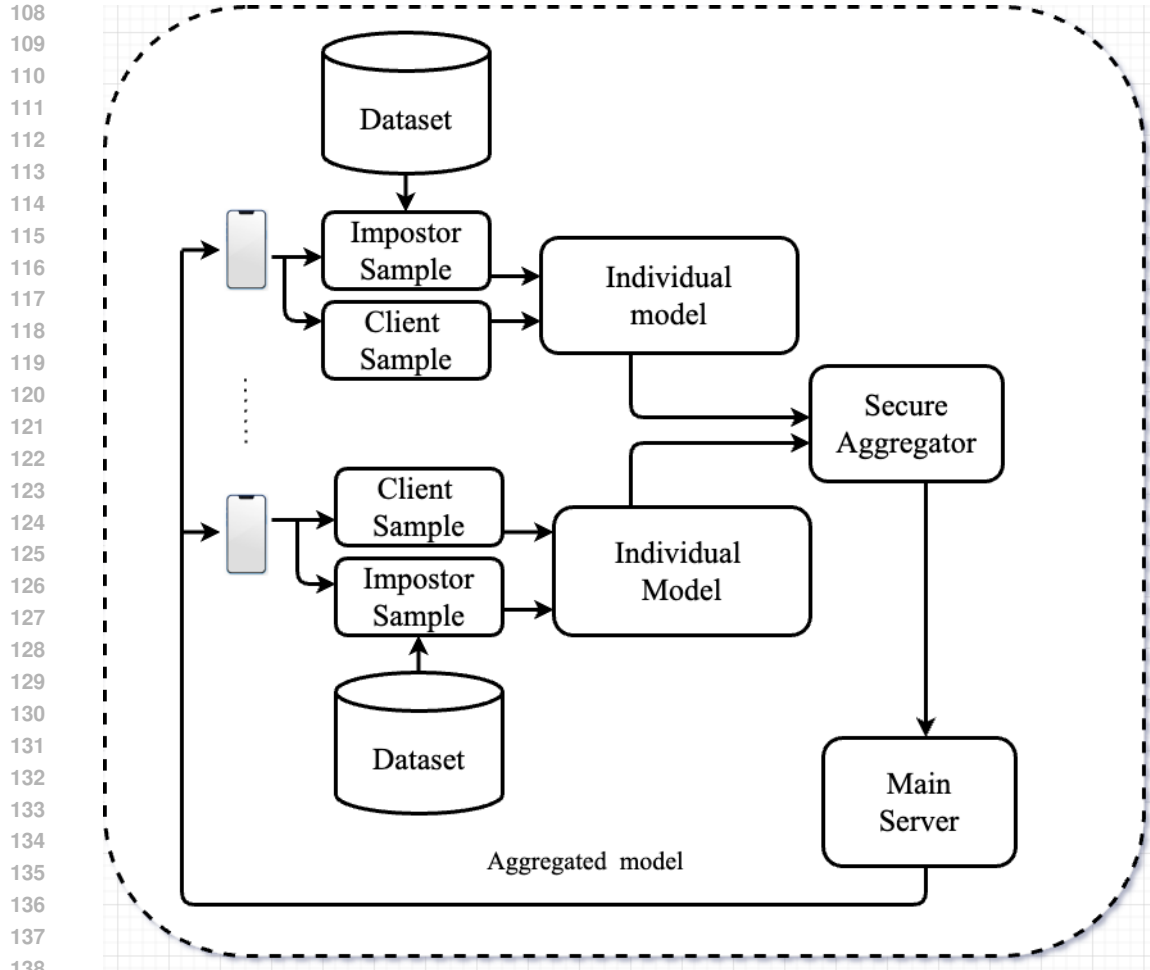 108
109
110
111
112
113
114
115
116
117
118
119
120
121
122
123
124
125
126
127
128
129
130
131
132
133
134
135
136
137
138
Dataset
Impostor
Sample
Client
Sample
Individual
model
Secure
Aggregator
Client
Sample
Impostor
Sample
Individual
Model
Dataset
Main
Server
Aggregated model